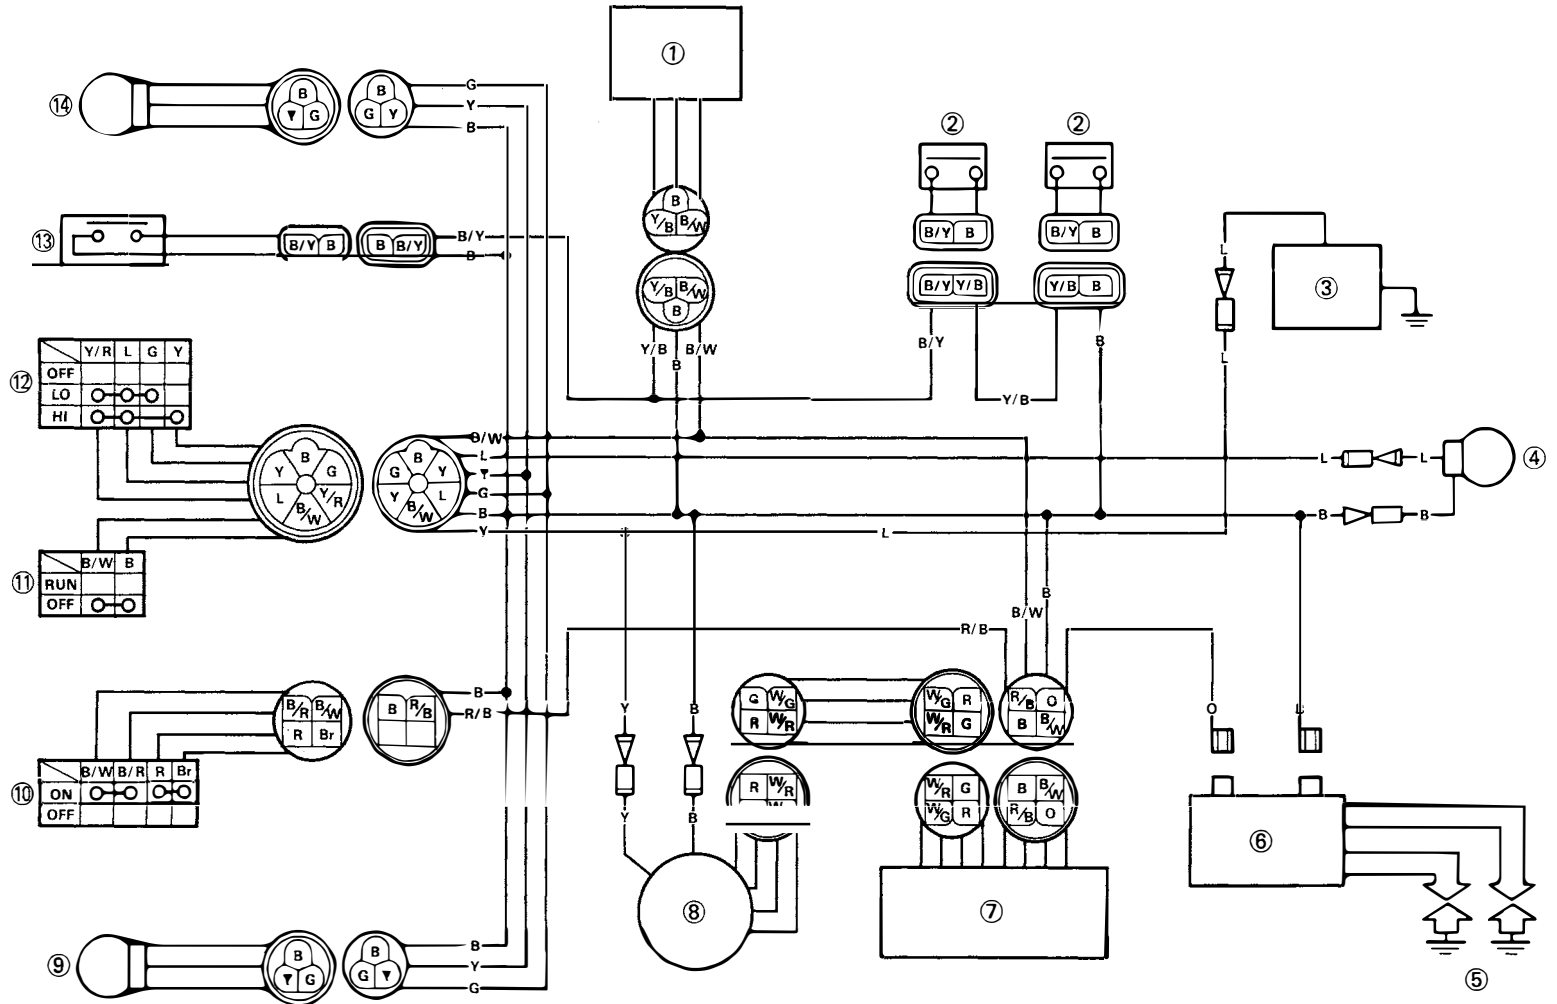 ①
② ②
B
B
G
⑭
B
G
B
Y
G
Y
B
B
Y/B B/W
B/Y B
B/Y B
⑬
B/Y B
B B/Y
B/Y
B
L
Y/B B/W
B
B/Y Y/B
Y/B B
③
Y/B B/W
B
B/Y
B
L
Y/R L G Y
OFF
⑫
LO
HI
Y/B
B/W
B
Y G
L Y/R
B/W
B
G Y
Y L
B/W
L
G
B
Y
L
L
L
④
B
B
B/W B
⑪
RUN
OFF
B
B/W
R/B
B/R B/W
R Br
B R/B
B
R/B
G W/G
R W/R
W/G R
W/R G
R/B O
B B/W
Y
B
O
B/W B/R R Br
⑩
ON
OFF
R W/R
W/R G
W/G R
B B/W
R/B O
Y
B
⑥
⑧
⑦
⑨
B
G
B
G
B
Y
G
⑤